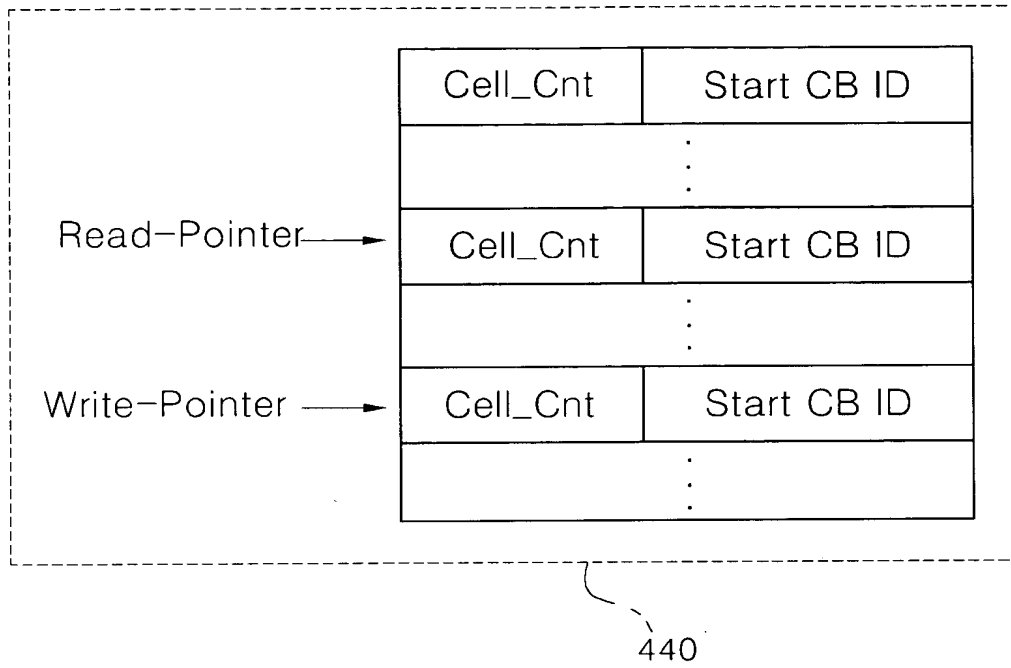 Cell_Cnt Start CB ID
Read-Pointer Cell_Cnt Start CB ID
Write-Pointer Cell_Cnt Start CB ID
440